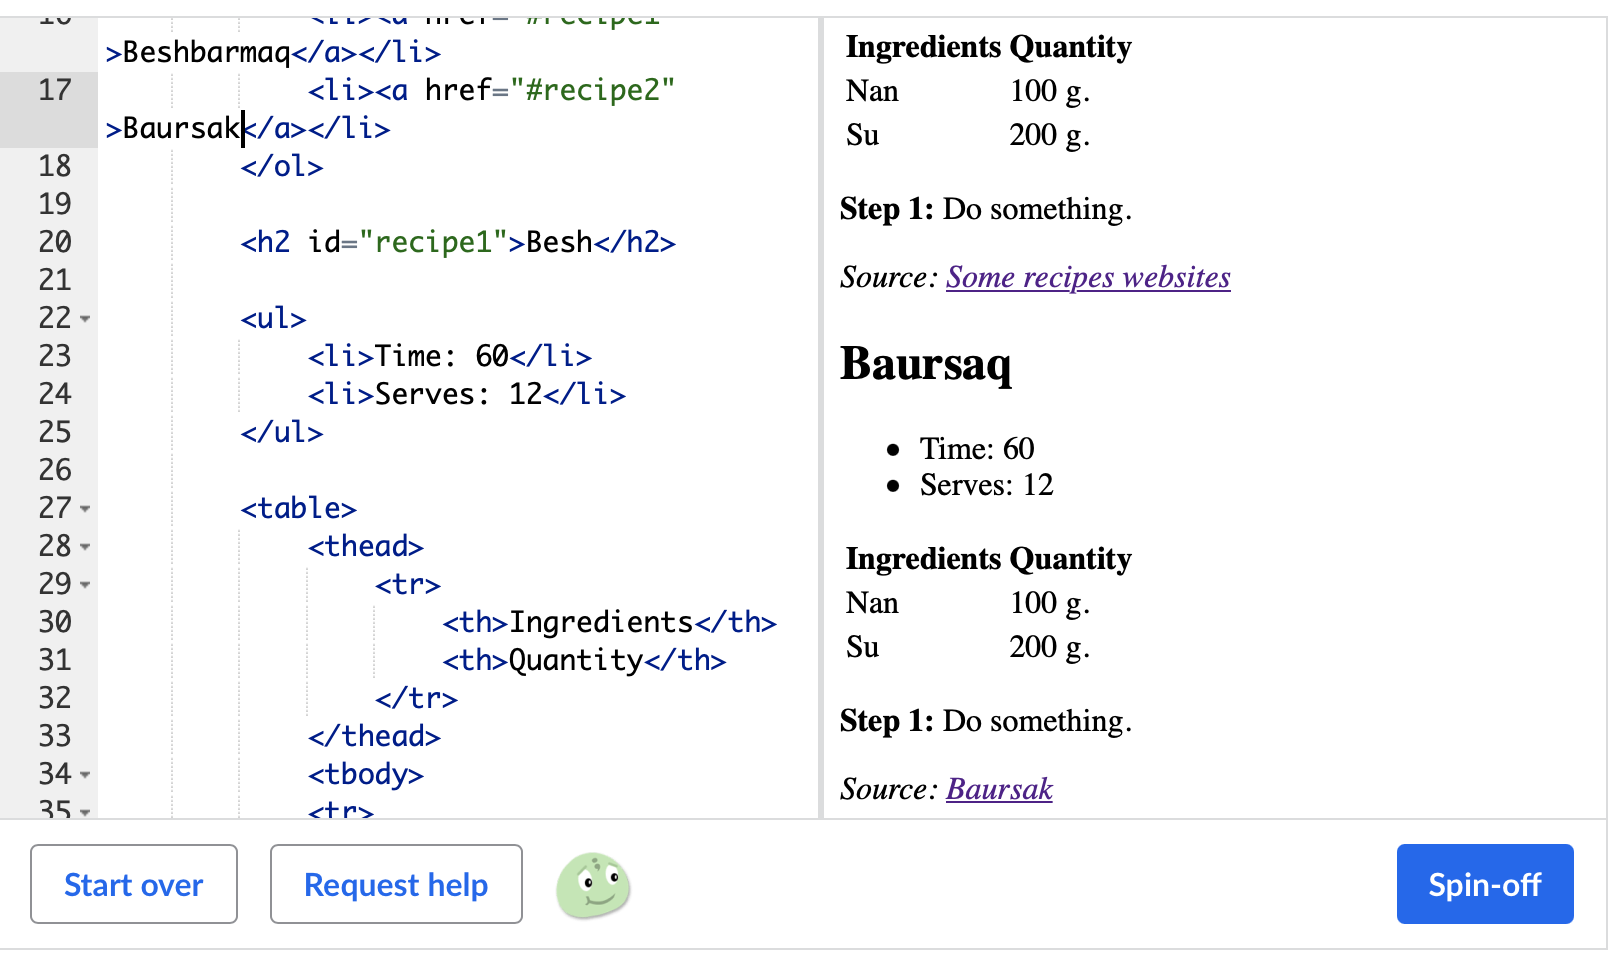 16 <li><a href="#recipe1"
>Beshbarmaq</a></li>
17 <li><a href="#recipe2"
>Baursak</a></li>
18 </ol>
19
20 <h2 id="recipe1">Besh</h2>
21
22 <ul>
23 <li>Time: 60</li>
24 <li>Serves: 12</li>
25 </ul>
26
27 <table>
28 <thead>
29 <tr>
30 <th>Ingredients</th>
31 <th>Quantity</th>
32 </tr>
33 </thead>
34 <tbody>
35 <tr>
Ingredients Quantity
Nan 100 g.
Su 200 g.
Step 1: Do something.
Source: Some recipes websites
Baursaq
• Time: 60
• Serves: 12
Ingredients Quantity
Nan 100 g.
Su 200 g.
Step 1: Do something.
Source: Baursak
Start over
Request help
Spin-off